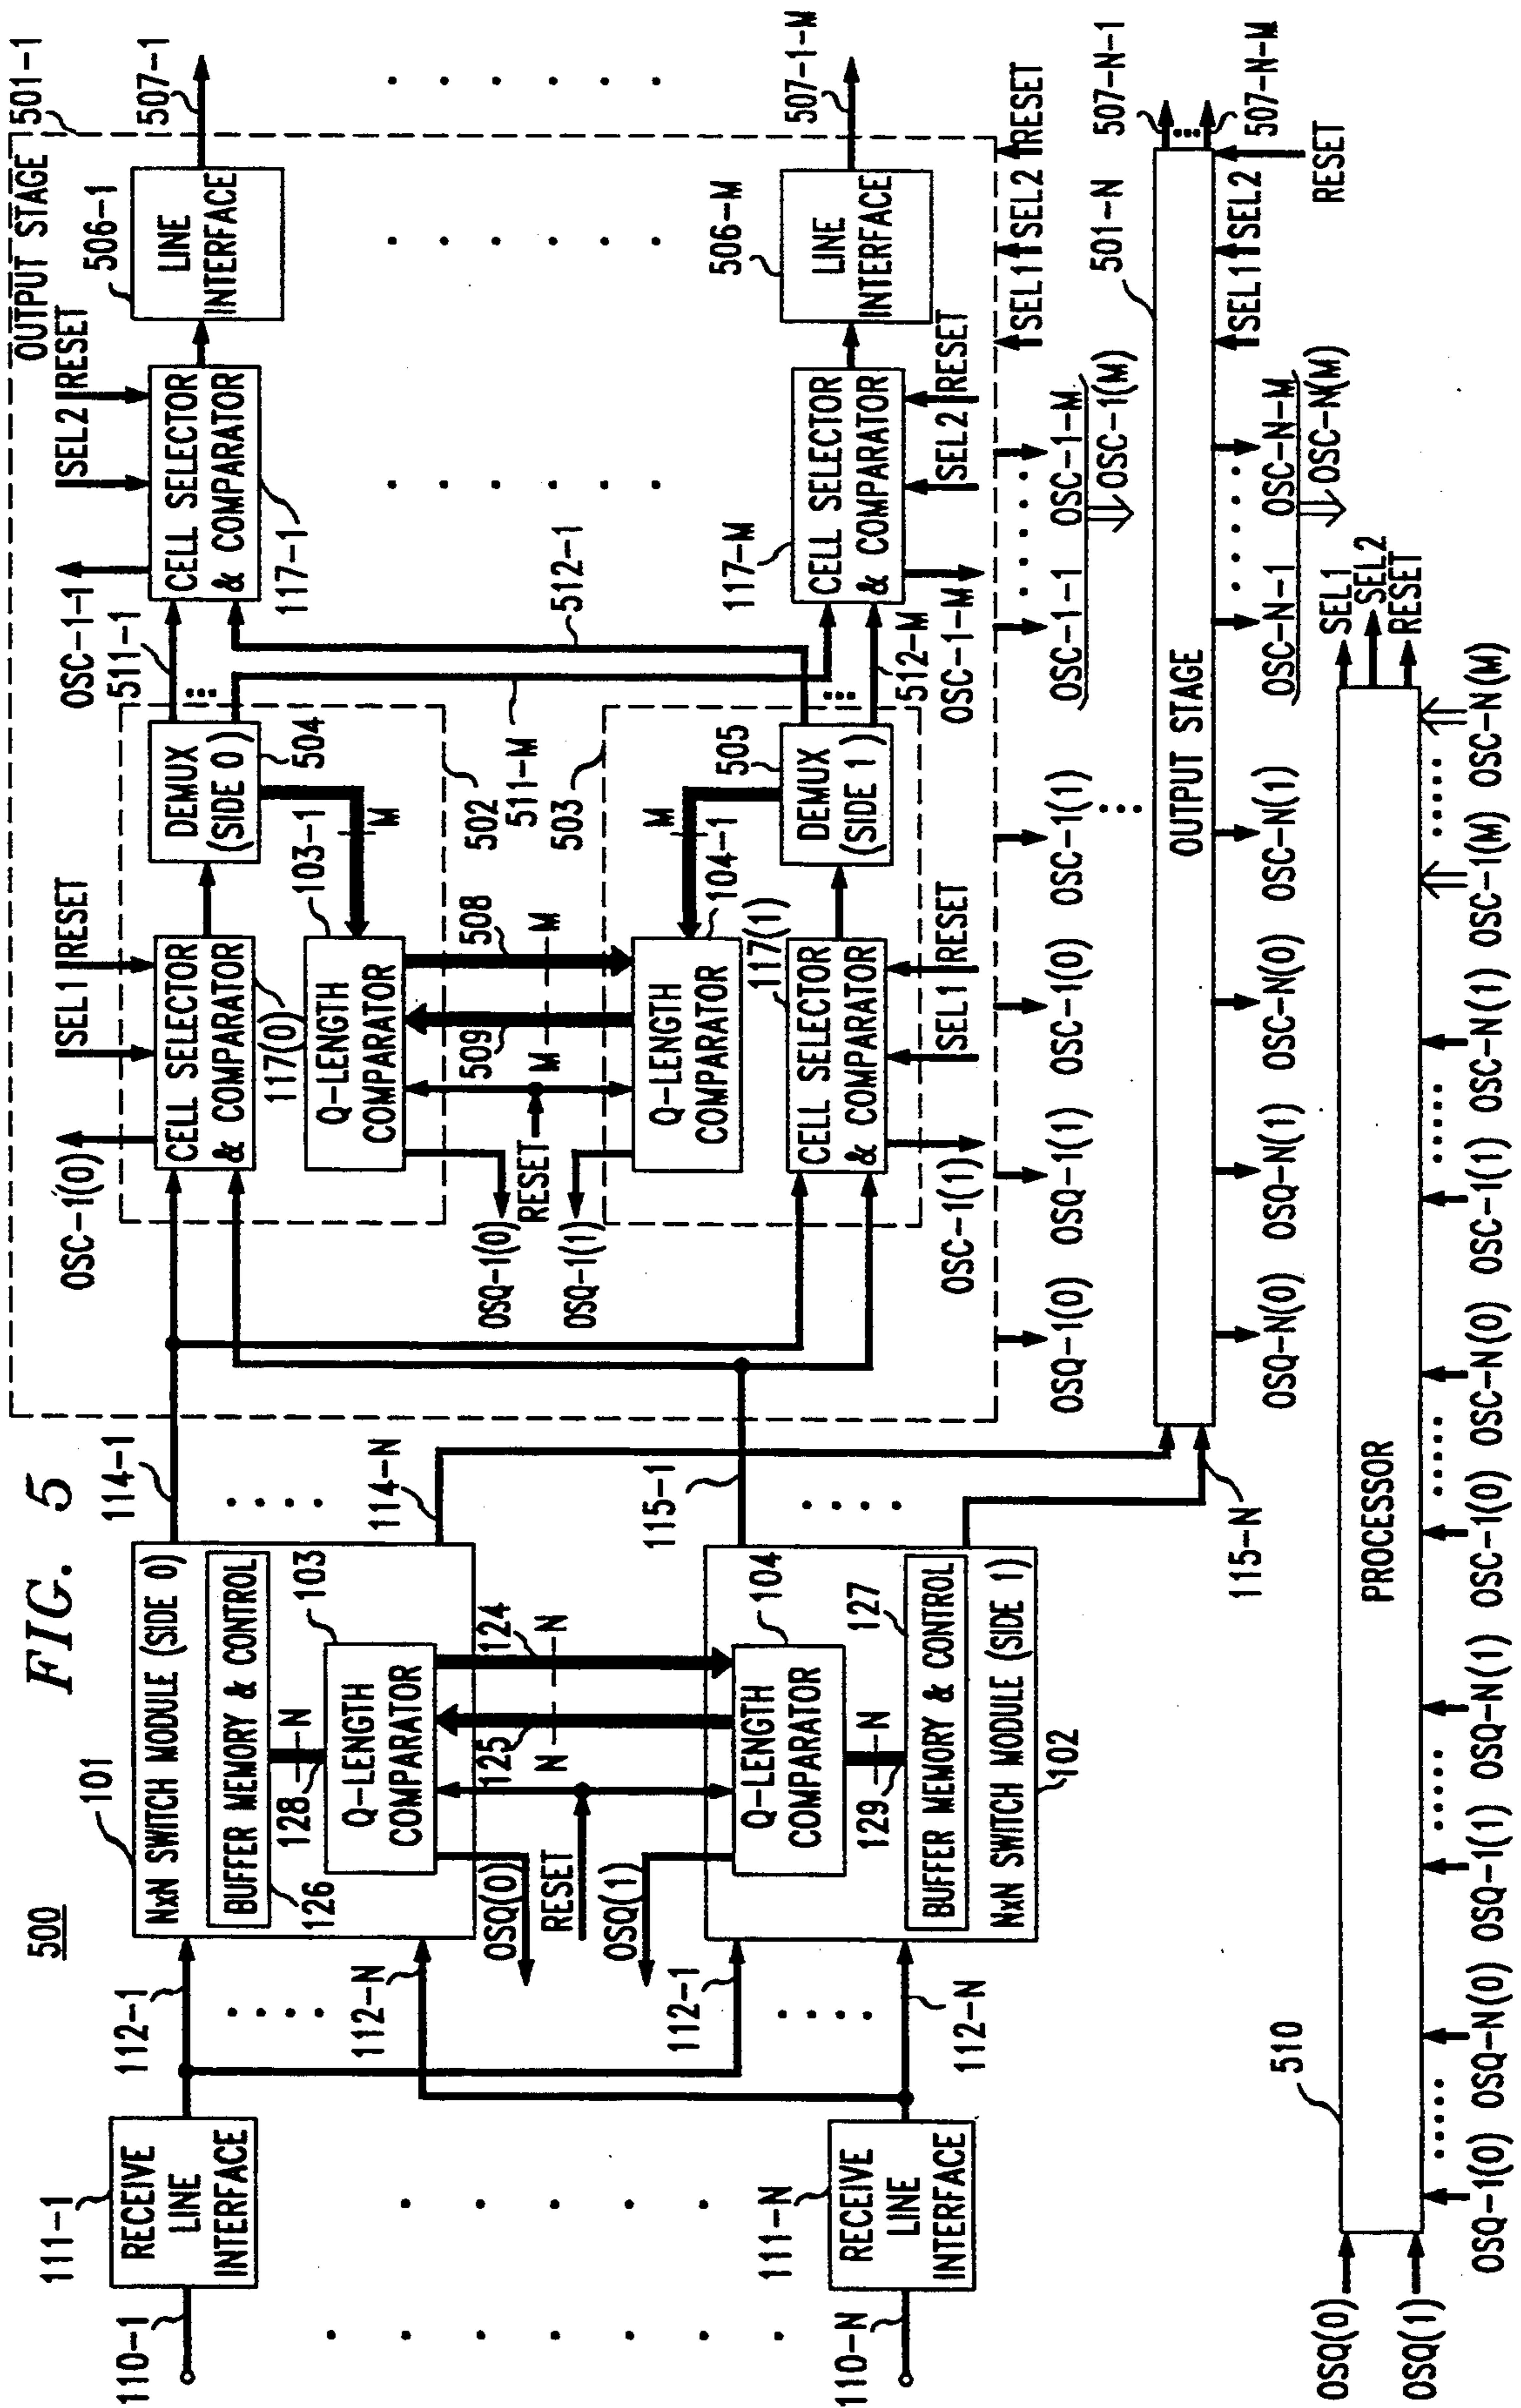 FIG. 5
500
110-1
111-1
RECEIVE
LINE
INTERFACE
112-1
112-N
110-N
111-N
RECEIVE
LINE
INTERFACE
112-1
112-N
101
N×N SWITCH MODULE (SIDE 0)
BUFFER MEMORY & CONTROL
126
128
N
103
Q-LENGTH
COMPARATOR
124
125
N
N
OSQ(0)
RESET
OSQ(1)
104
Q-LENGTH
COMPARATOR
127
129
N
BUFFER MEMORY & CONTROL
N×N SWITCH MODULE (SIDE 1)
102
114-1
114-N
115-1
115-N
OUTPUT STAGE
501-1
OSC-1(0)
SEL1
RESET
CELL SELECTOR
& COMPARATOR
117(0)
DEMUX
(SIDE 0)
504
103-1
Q-LENGTH
COMPARATOR
M
502
508
509
M
M
OSQ-1(0)
RESET
OSQ-1(1)
503
511-M
M
104-1
Q-LENGTH
COMPARATOR
505
DEMUX
(SIDE 1)
117(1)
CELL SELECTOR
& COMPARATOR
OSC-1(1)
SEL1
RESET
511-1
OSC-1-1
SEL2
RESET
CELL SELECTOR
& COMPARATOR
117-1
512-1
506-1
LINE
INTERFACE
507-1
117-M
CELL SELECTOR
& COMPARATOR
512-M
OSC-1-M
SEL2
RESET
506-M
LINE
INTERFACE
507-1-M
OSQ-1(0)
OSQ-1(1)
OSC-1(0)
OSC-1(1)
OSC-1-1
OSC-1-M
OSC-1(M)
SEL1
SEL2
RESET
501-N
OUTPUT STAGE
507-N-1
507-N-M
OSQ-N(0)
OSQ-N(1)
OSC-N(0)
OSC-N(1)
OSC-N-1
OSC-N-M
OSC-N(M)
SEL1
SEL2
RESET
510
PROCESSOR
OSQ(0)
OSQ(1)
SEL1
SEL2
RESET
OSQ-1(0)
OSQ-N(0)
OSQ-1(1)
OSQ-N(1)
OSC-1(0)
OSC-N(0)
OSC-1(1)
OSC-N(1)
OSC-1(M)
OSC-N(M)